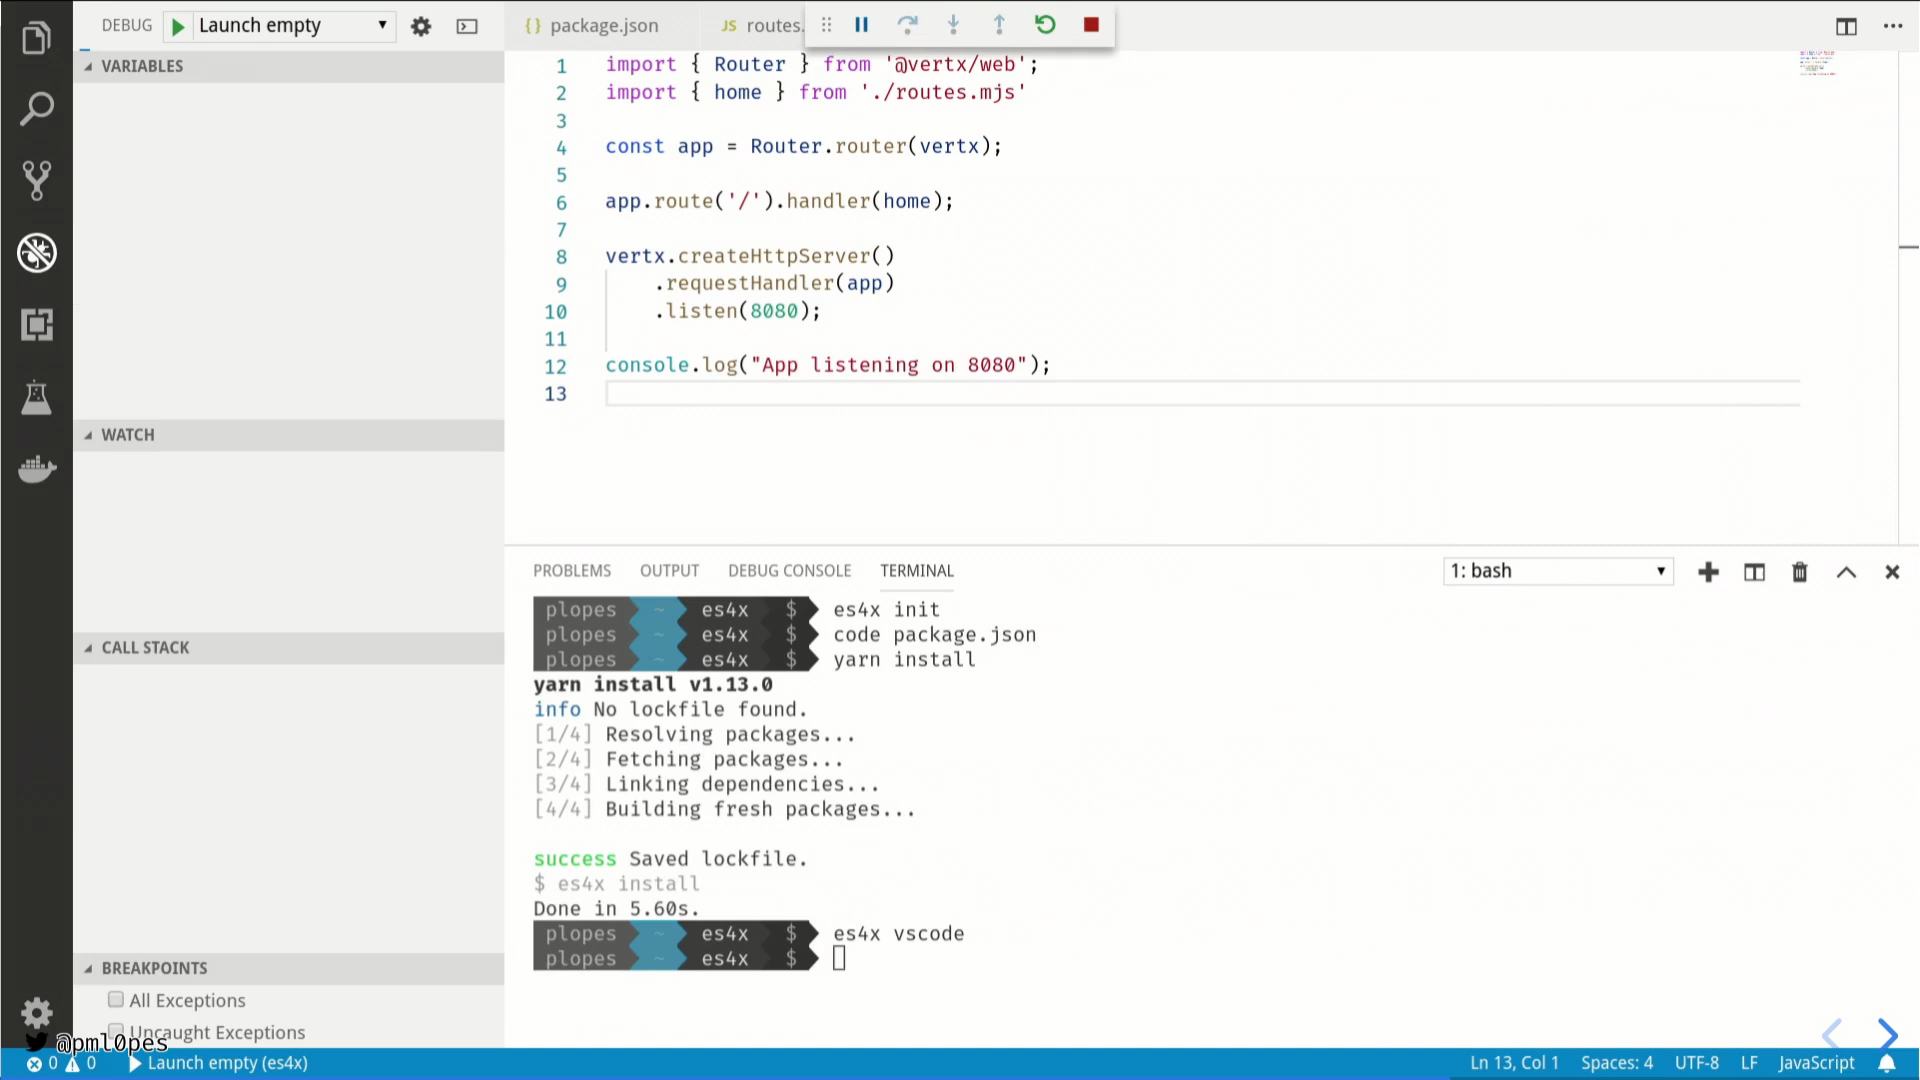 DEBUG Launch empty
VARIABLES
WATCH
CALL STACK
BREAKPOINTS
All Exceptions
Uncaught Exceptions
{} package.json
JS routes.
1 import { Router } from '@vertx/web';
2 import { home } from './routes.mjs'
3
4 const app = Router.router(vertx);
5
6 app.route('/').handler(home);
7
8 vertx.createHttpServer()
9 .requestHandler(app)
10 .listen(8080);
11
12 console.log("App listening on 8080");
13
PROBLEMS OUTPUT DEBUG CONSOLE TERMINAL 1: bash
plopes ~ es4x $ es4x init
plopes ~ es4x $ code package.json
plopes ~ es4x $ yarn install
yarn install v1.13.0
info No lockfile found.
[1/4] Resolving packages...
[2/4] Fetching packages...
[3/4] Linking dependencies...
[4/4] Building fresh packages...
success Saved lockfile.
$ es4x install
Done in 5.60s.
plopes ~ es4x $ es4x vscode
plopes ~ es4x $
@pml0pes
0 0 Launch empty (es4x) Ln 13, Col 1 Spaces: 4 UTF-8 LF JavaScript